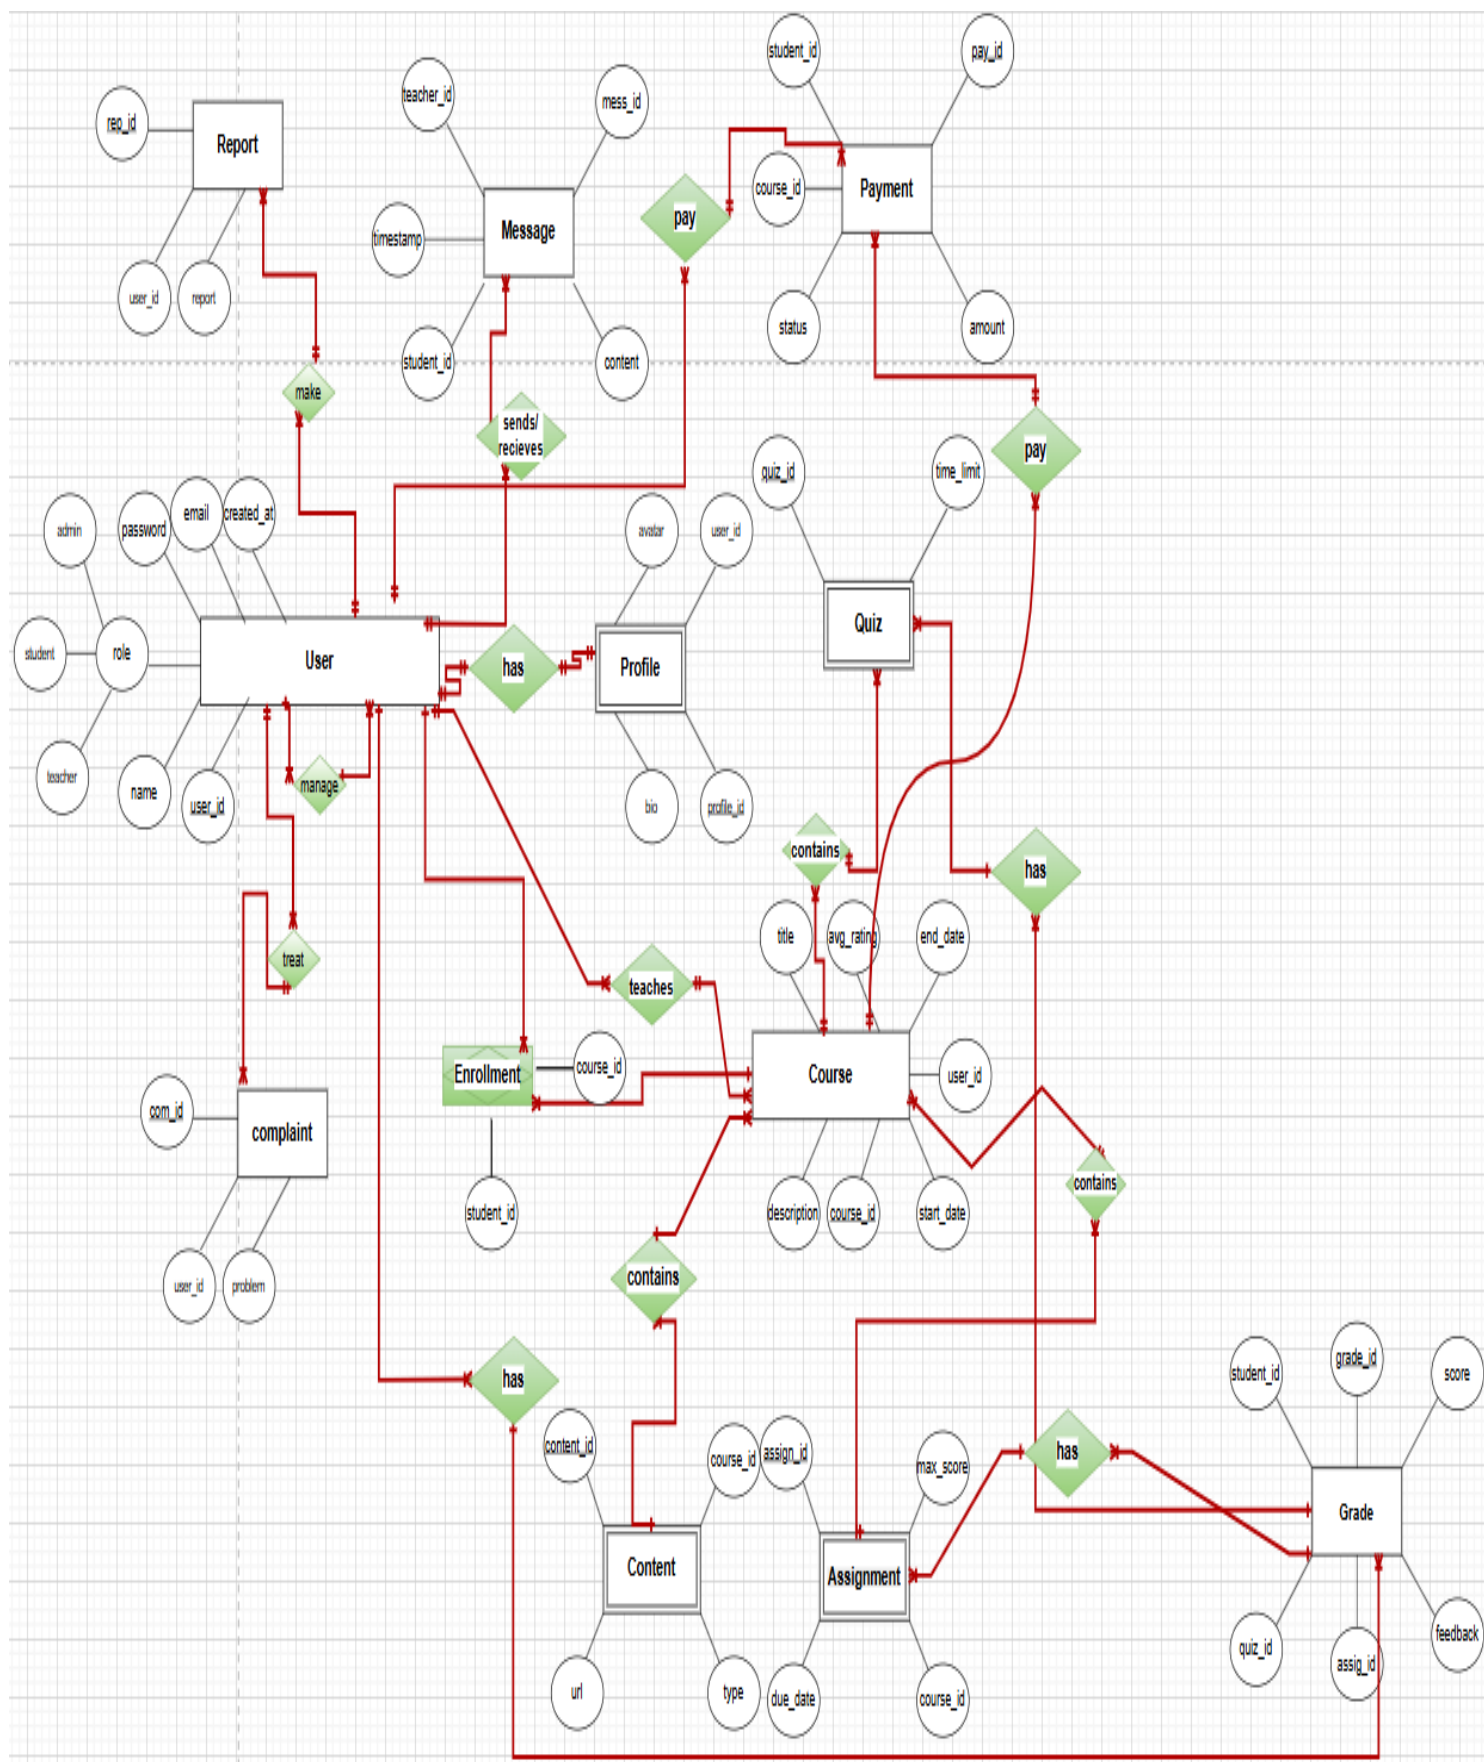 student_id
pay_id
teacher_id
mess_id
rep_id
Report
course_id
Payment
pay
Message
timestamp
user_id
report
status
amount
student_id
content
make
sends/
recieves
pay
quiz_id
time_limit
admin
password
email
created_at
avatar
user_id
Quiz
student
role
User
has
Profile
teacher
name
user_id
manage
bio
profile_id
contains
has
title
avg_rating
end_date
treat
teaches
Enrollment
course_id
Course
user_id
com_id
complaint
contains
student_id
description
course_id
start_date
user_id
problem
contains
has
student_id
grade_id
score
content_id
course_id
assign_id
max_score
has
Grade
Content
Assignment
quiz_id
assig_id
feedback
url
type
due_date
course_id